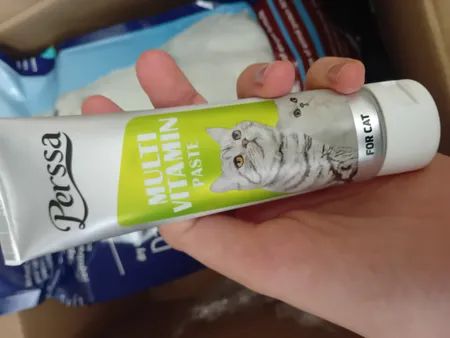 Perssa
MULTI
VITAMIN
PASTE
FOR CAT